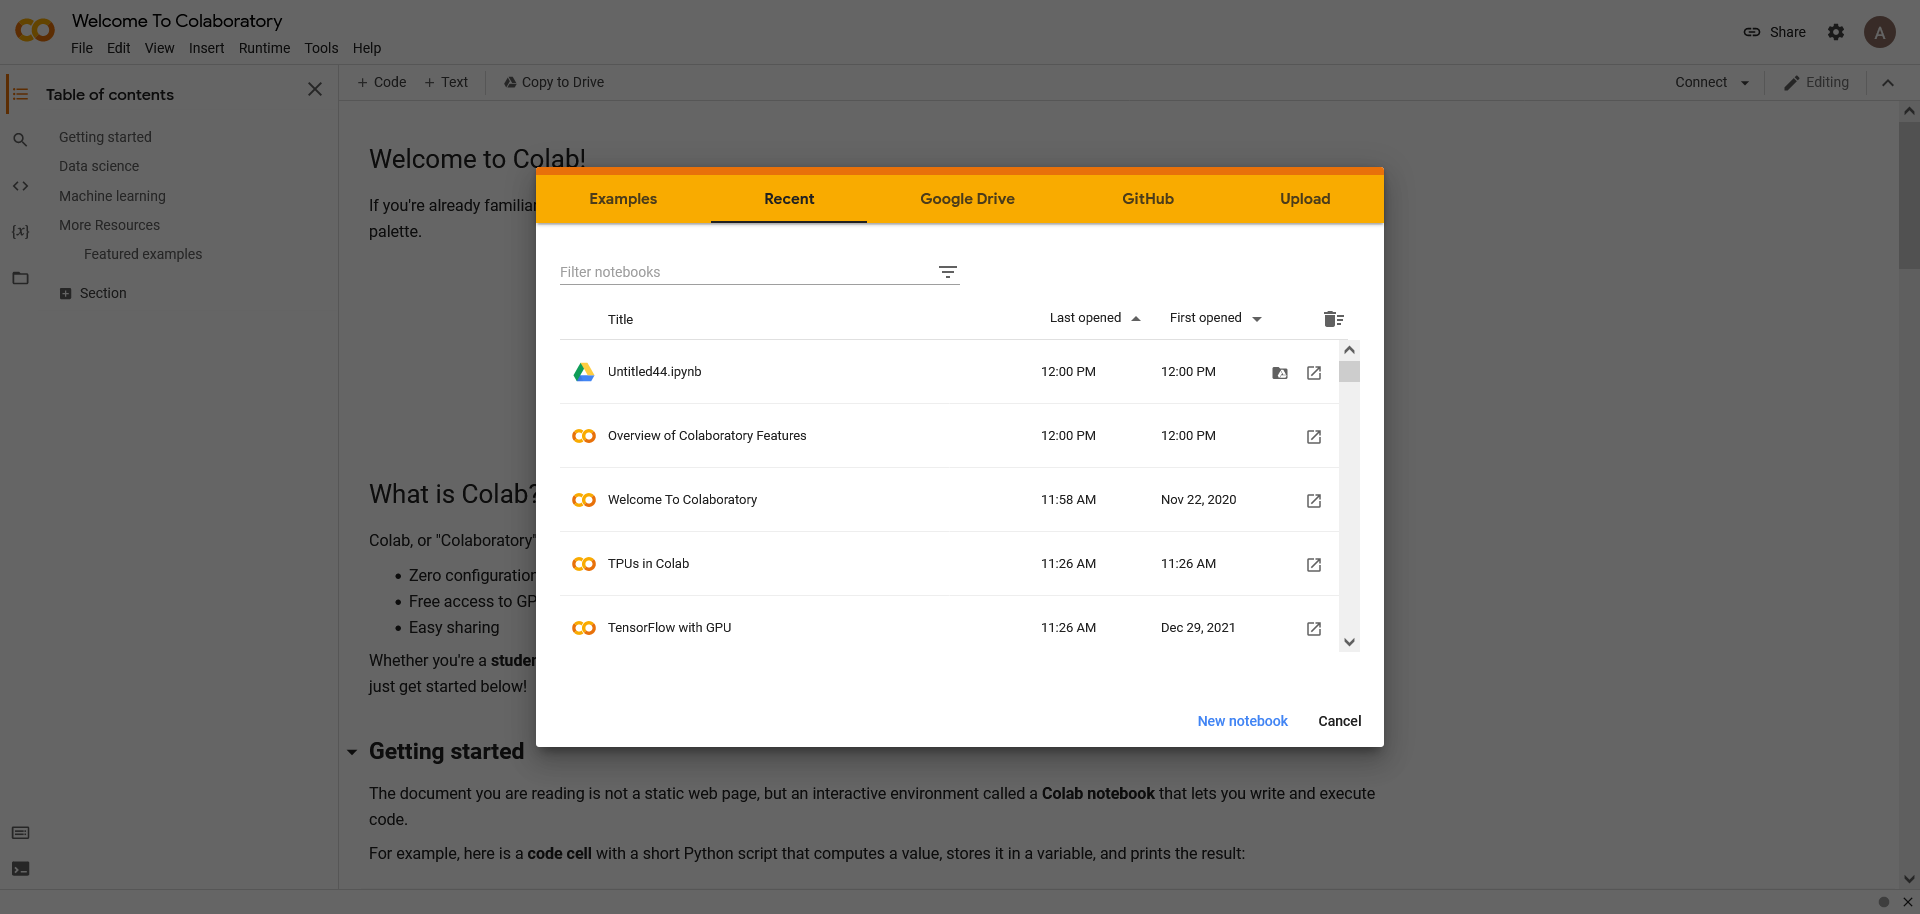 Welcome To Colaboratory
File Edit View Insert Runtime Tools Help
Share
A
Table of contents
Getting started
Data science
Machine learning
More Resources
Featured examples
Section
+ Code + Text Copy to Drive
Connect
Editing
Welcome to Colab!
If you're already familiar
palette.
What is Colab?
Colab, or "Colaboratory"
• Zero configuration
• Free access to GP
• Easy sharing
Whether you're a studen
just get started below!
Examples Recent Google Drive GitHub Upload
Filter notebooks
Title Last opened First opened
Untitled44.ipynb 12:00 PM 12:00 PM
Overview of Colaboratory Features 12:00 PM 12:00 PM
Welcome To Colaboratory 11:58 AM Nov 22, 2020
TPUs in Colab 11:26 AM 11:26 AM
TensorFlow with GPU 11:26 AM Dec 29, 2021
New notebook Cancel
Getting started
The document you are reading is not a static web page, but an interactive environment called a Colab notebook that lets you write and execute
code.
For example, here is a code cell with a short Python script that computes a value, stores it in a variable, and prints the result: